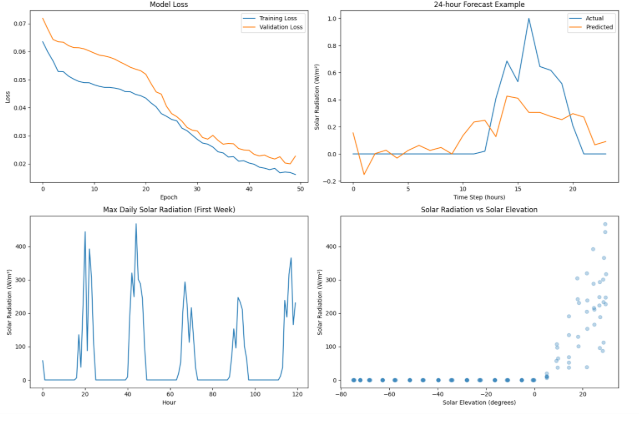 Model Loss
Training Loss
Validation Loss
0.07
0.06
0.05
0.04
0.03
0.02
Loss
0 10 20 30 40 50
Epoch
24-hour Forecast Example
Actual
Predicted
1.0
0.8
0.6
0.4
0.2
0.0
−0.2
Solar Radiation (W/m²)
0 5 10 15 20
Time Step (hours)
Max Daily Solar Radiation (First Week)
400
300
200
100
0
Solar Radiation (W/m²)
0 20 40 60 80 100 120
Hour
Solar Radiation vs Solar Elevation
400
300
200
100
0
Solar Radiation (W/m²)
−80 −60 −40 −20 0 20
Solar Elevation (degrees)